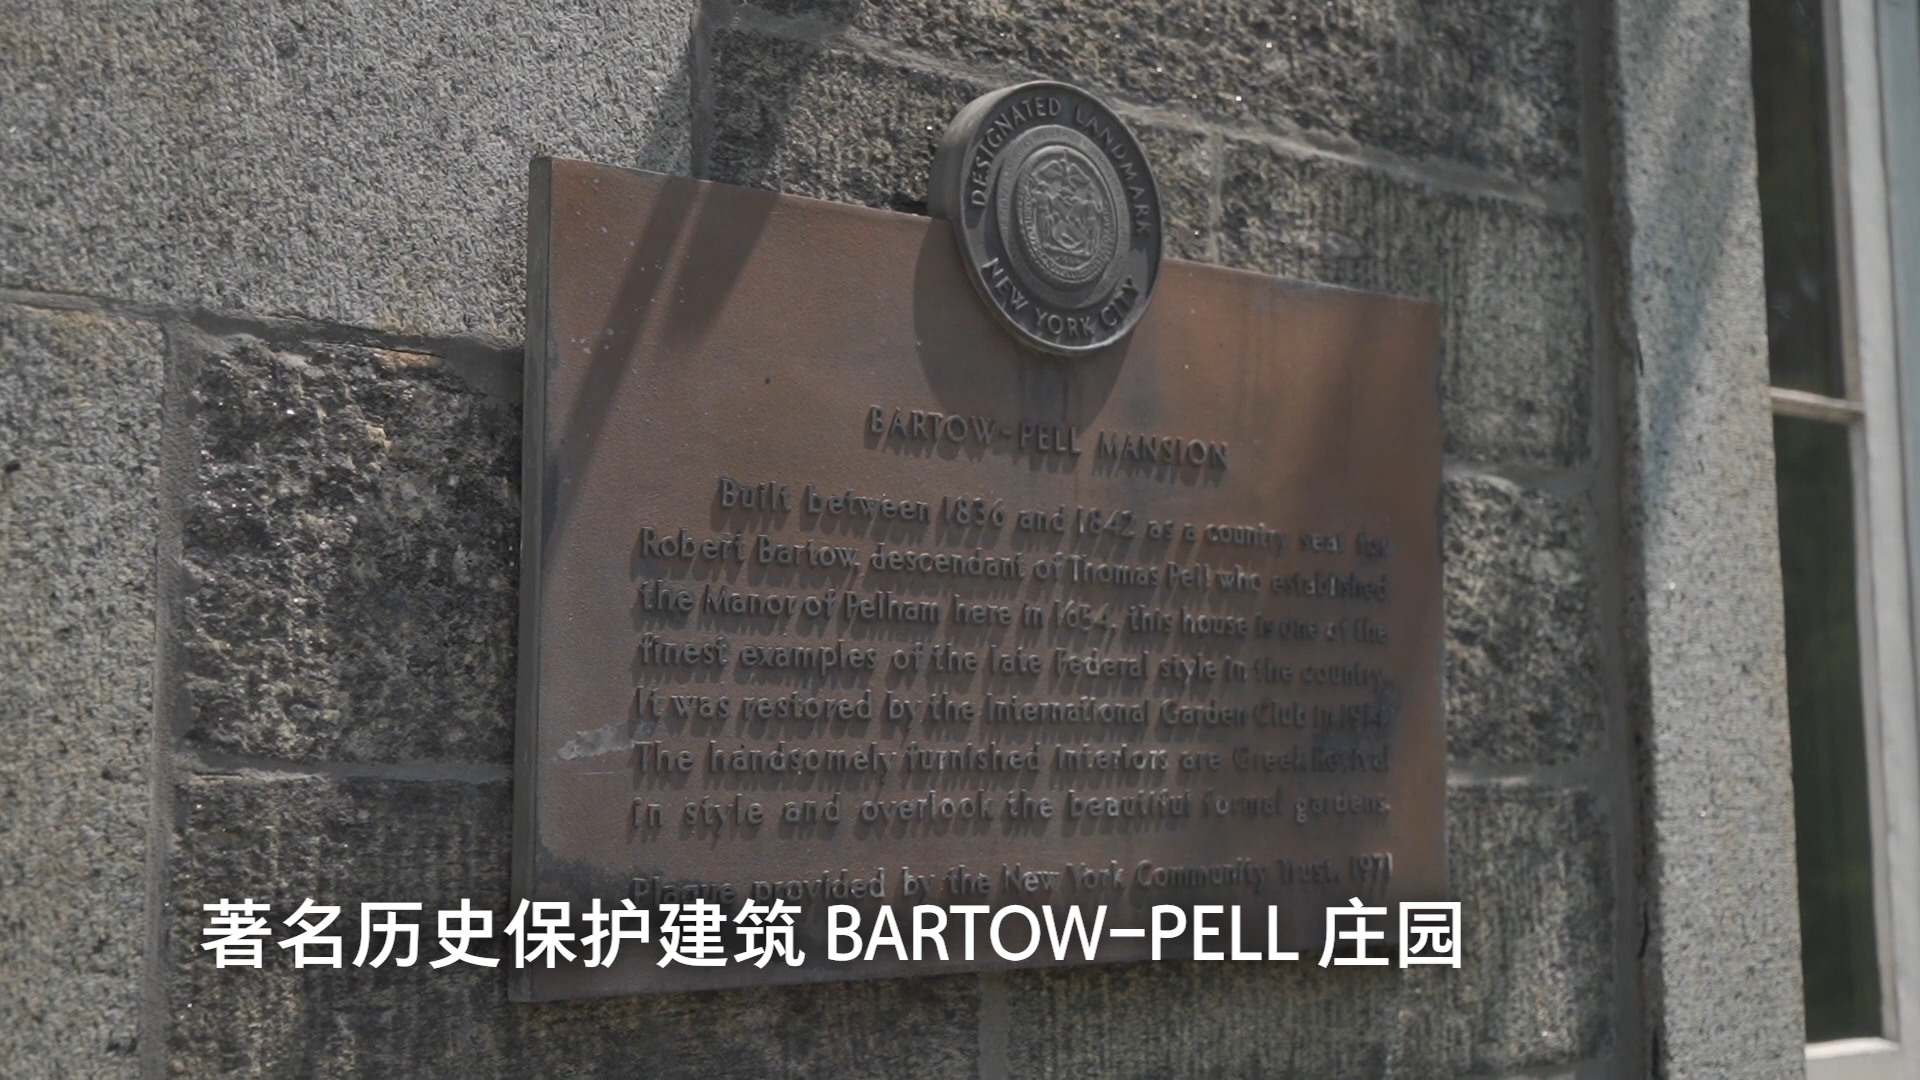 DESIGNATED LANDMARK
NEW YORK CITY
BARTOW-PELL MANSION
Built between 1836 and 1842 as a country seat for
Robert Bartow, descendant of Thomas Pell who established
the Manor of Pelham here in 1654, this house is one of the
finest examples of the late Federal style in the country.
It was restored by the International Garden Club in 1914.
The handsomely furnished interiors are Greek Revival
in style and overlook the beautiful formal gardens.
Plaque provided by the New York Community Trust, 1971
著名历史保护建筑 BARTOW-PELL 庄园